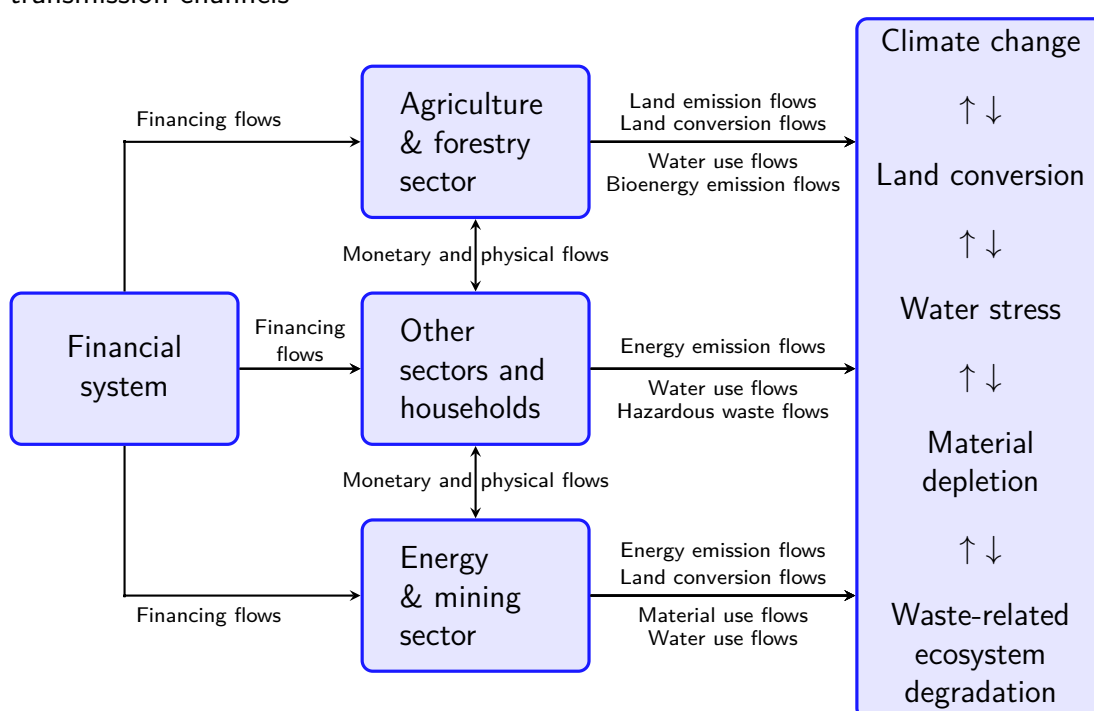 transmission channels
Climate change
↑↓
Land conversion
↑↓
Water stress
↑↓
Material
depletion
↑↓
Waste-related
ecosystem
degradation
Agriculture
& forestry
sector
Financing flows
Land emission flows
Land conversion flows
Water use flows
Bioenergy emission flows
Monetary and physical flows
Financial
system
Financing
flows
Other
sectors and
households
Energy emission flows
Water use flows
Hazardous waste flows
Monetary and physical flows
Energy
& mining
sector
Financing flows
Energy emission flows
Land conversion flows
Material use flows
Water use flows